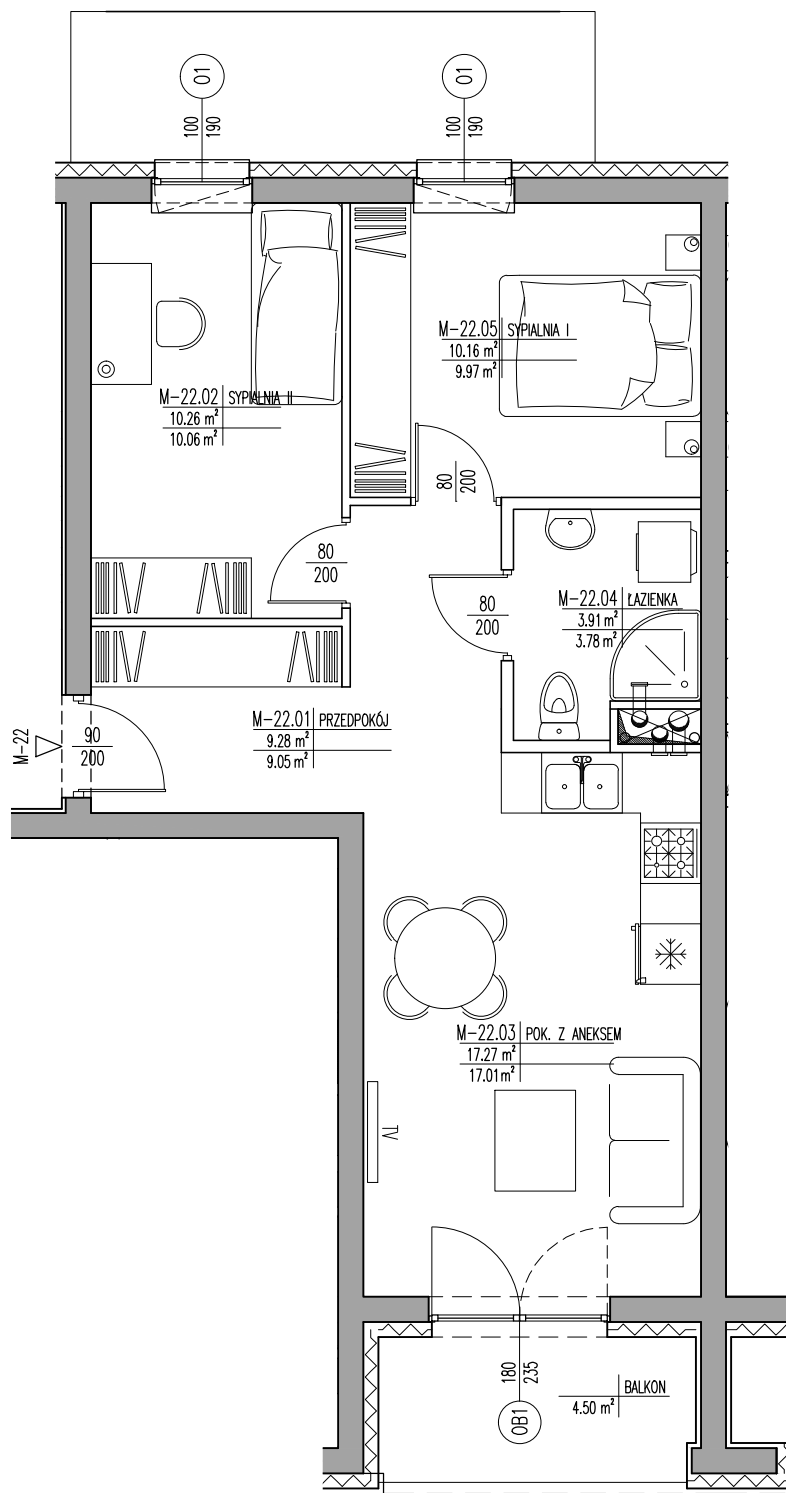 01
01
100
190
100
190
M-22.05 SYPIALNIA I
10.16 m²
9.97 m²
M-22.02 SYPIALNIA II
10.26 m²
10.06 m²
80
200
80
200
80
200
M-22.04 ŁAZIENKA
3.91 m²
3.78 m²
M-22.01 PRZEDPOKÓJ
9.28 m²
9.05 m²
M-22
90
200
M-22.03 POK. Z ANEKSEM
17.27 m²
17.01 m²
TV
180
235
BALKON
4.50 m²
OB1